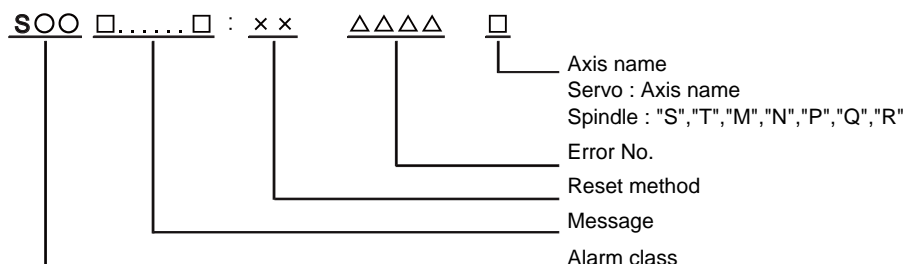 S○○ □......□ : ×× △△△△ □
Axis name
Servo : Axis name
Spindle : "S","T","M","N","P","Q","R"
Error No.
Reset method
Message
Alarm class